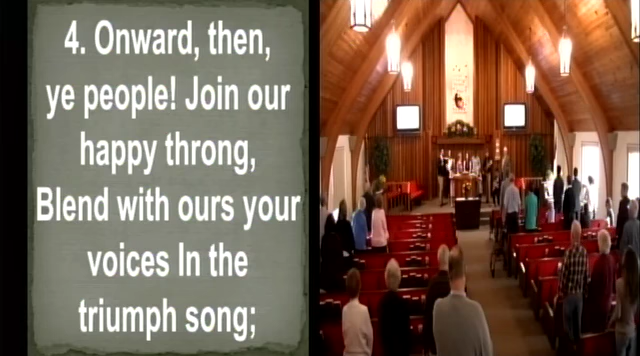 4. Onward, then,
ye people! Join our
happy throng,
Blend with ours your
voices In the
triumph song;